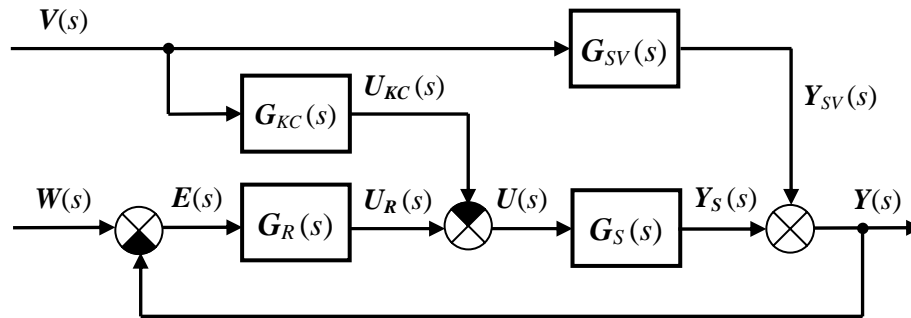 V(s)
G_SV(s)
U_KC(s)
G_KC(s)
Y_SV(s)
W(s)
E(s)
U_R(s)
U(s)
Y_S(s)
Y(s)
G_R(s)
G_S(s)